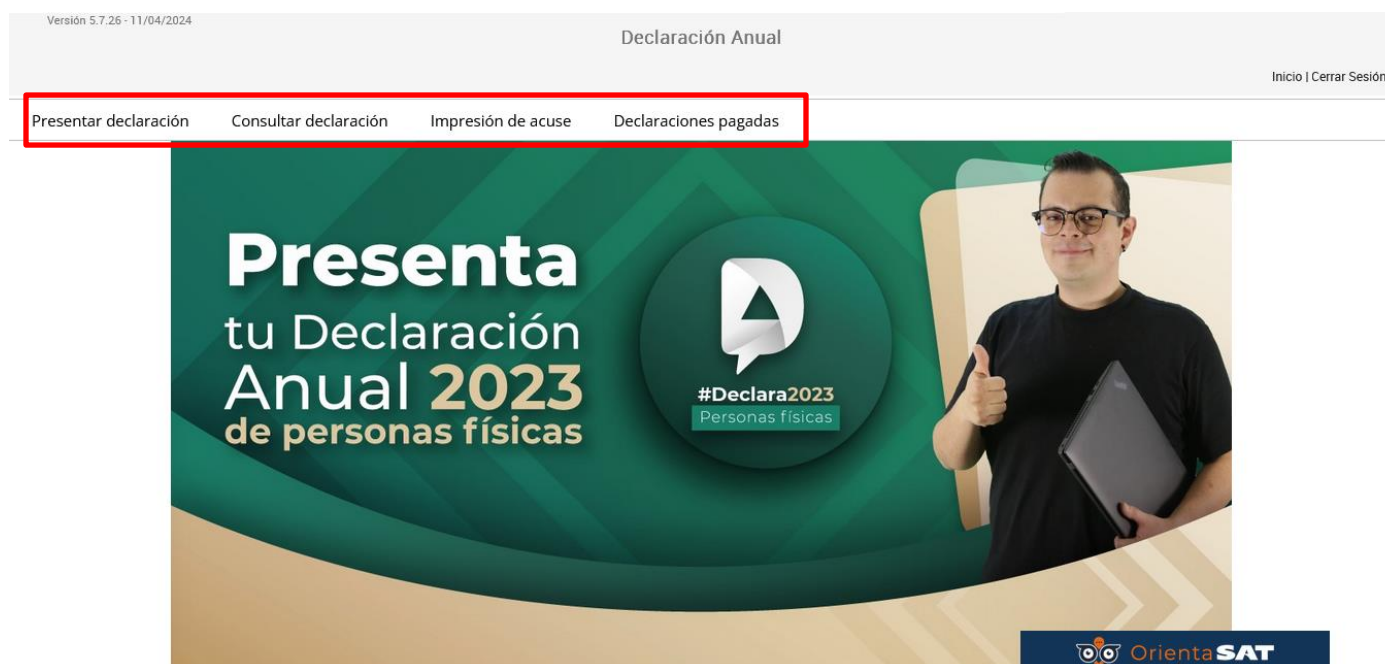 Versión 5.7.26 - 11/04/2024
Declaración Anual
Inicio | Cerrar Sesión
Presentar declaración Consultar declaración Impresión de acuse Declaraciones pagadas
Presenta
tu Declaración
Anual 2023
de personas físicas
#Declara2023
Personas físicas
OrientaSAT